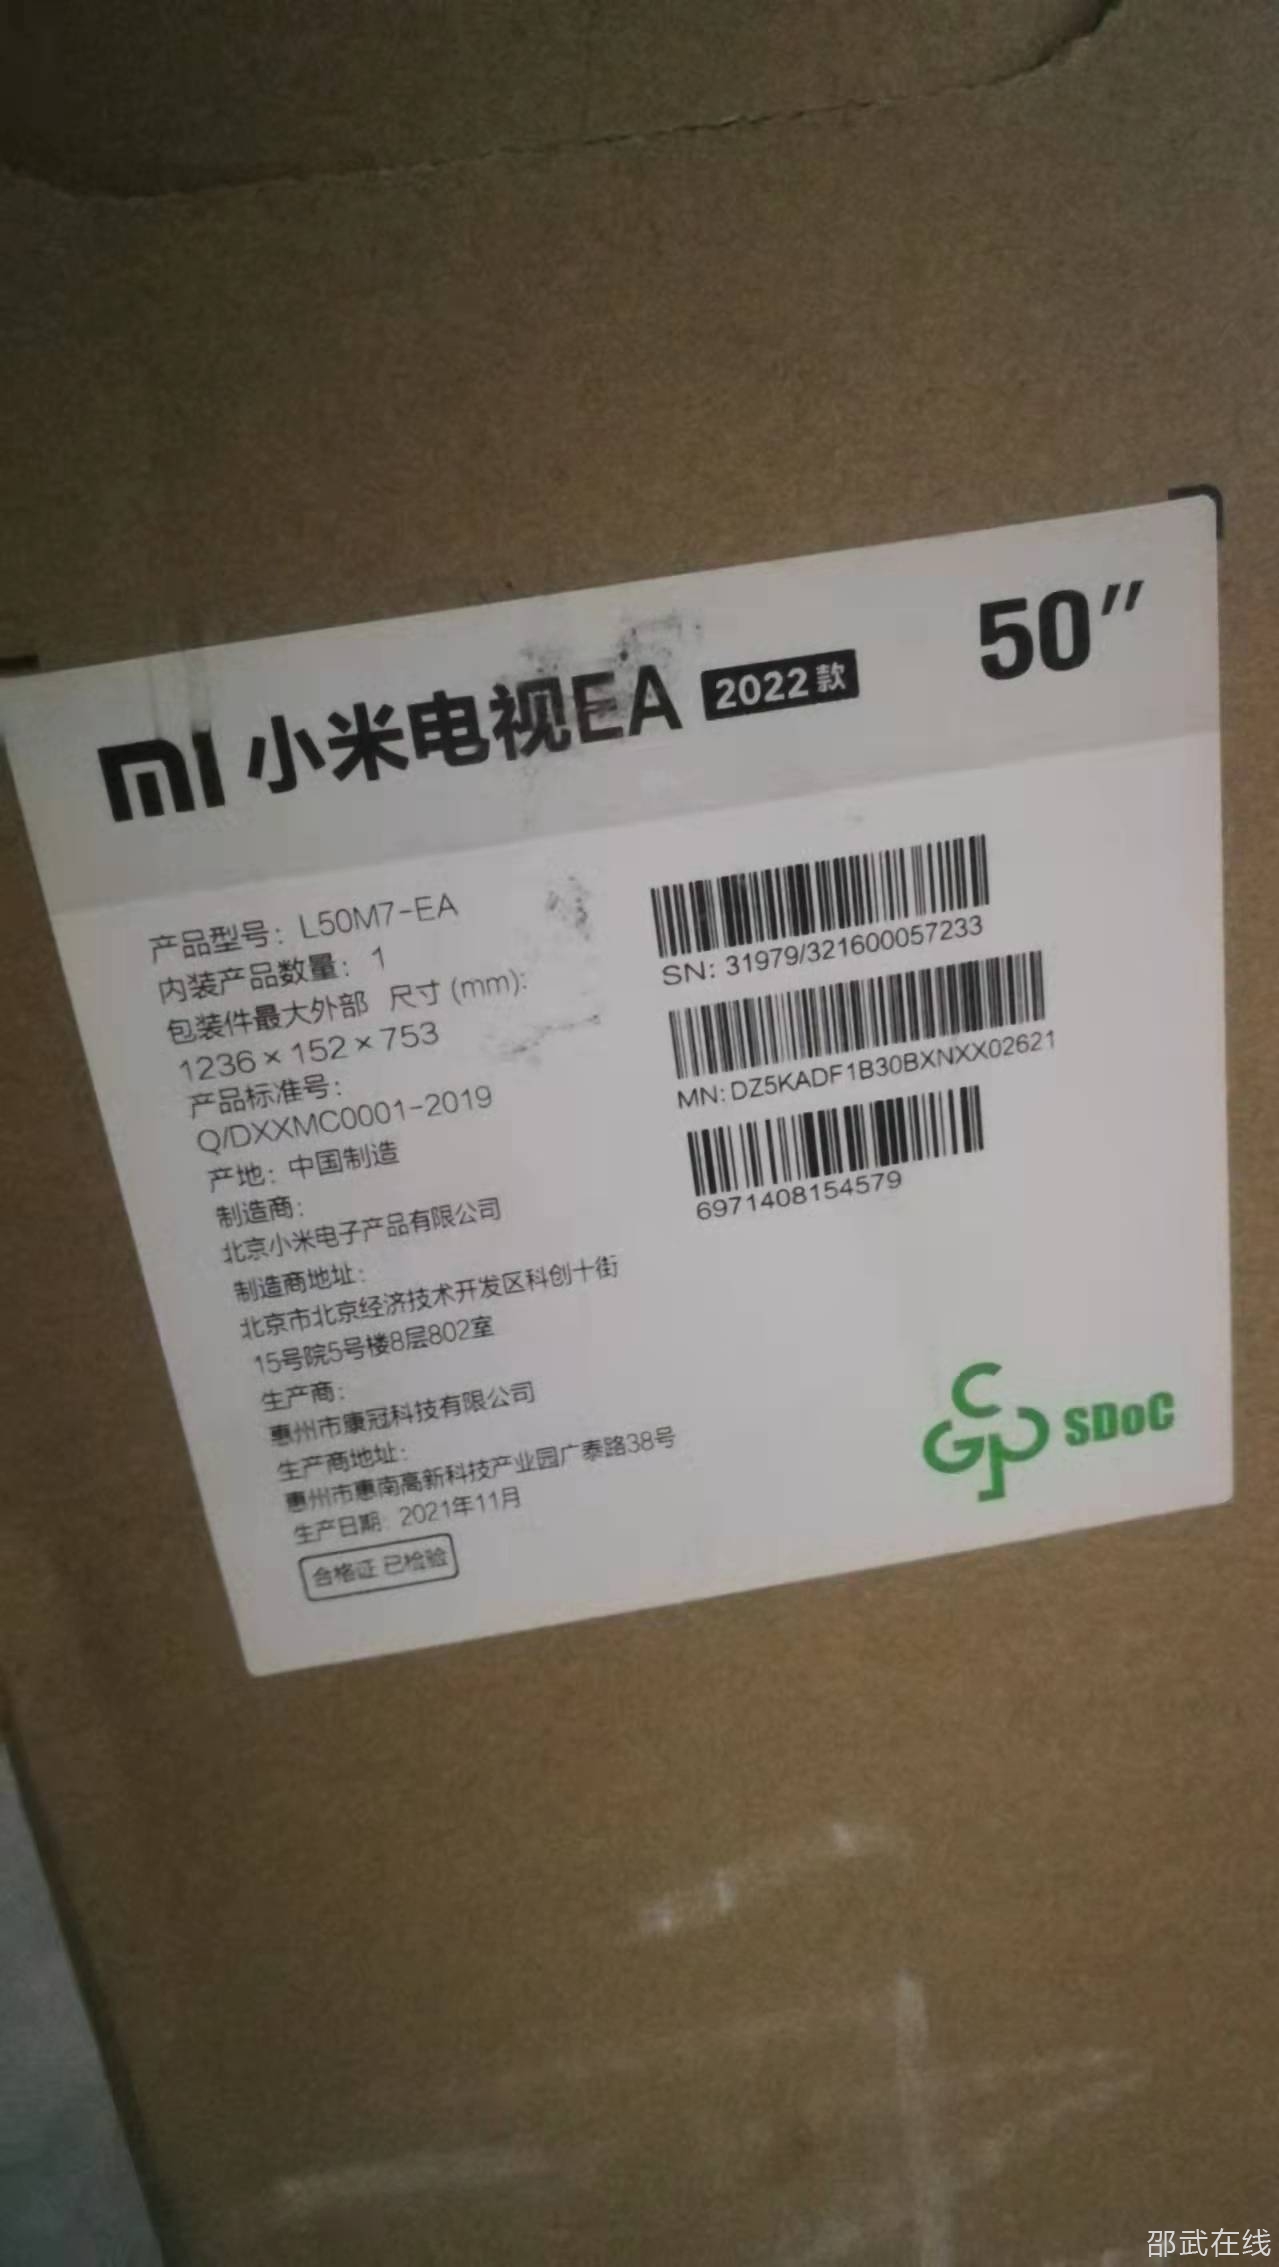 mi 小米电视EA 2022款 50″
产品型号：L50M7-EA
内装产品数量：1
包装件最大外部 尺寸(mm):
1236×152×753
产品标准号：
Q/DXXMC0001-2019
产地：中国制造
制造商：
北京小米电子产品有限公司
制造商地址：
北京市北京经济技术开发区科创十街
15号院5号楼8层802室
生产商：
惠州市康冠科技有限公司
生产商地址：
惠州市惠南高新科技产业园广泰路38号
生产日期：2021年11月
合格证 已检验
SN: 31979/321600057233
MN: DZ5KADF1B30BXNXX02621
6971408154579
CGP SDoC
邵武在线